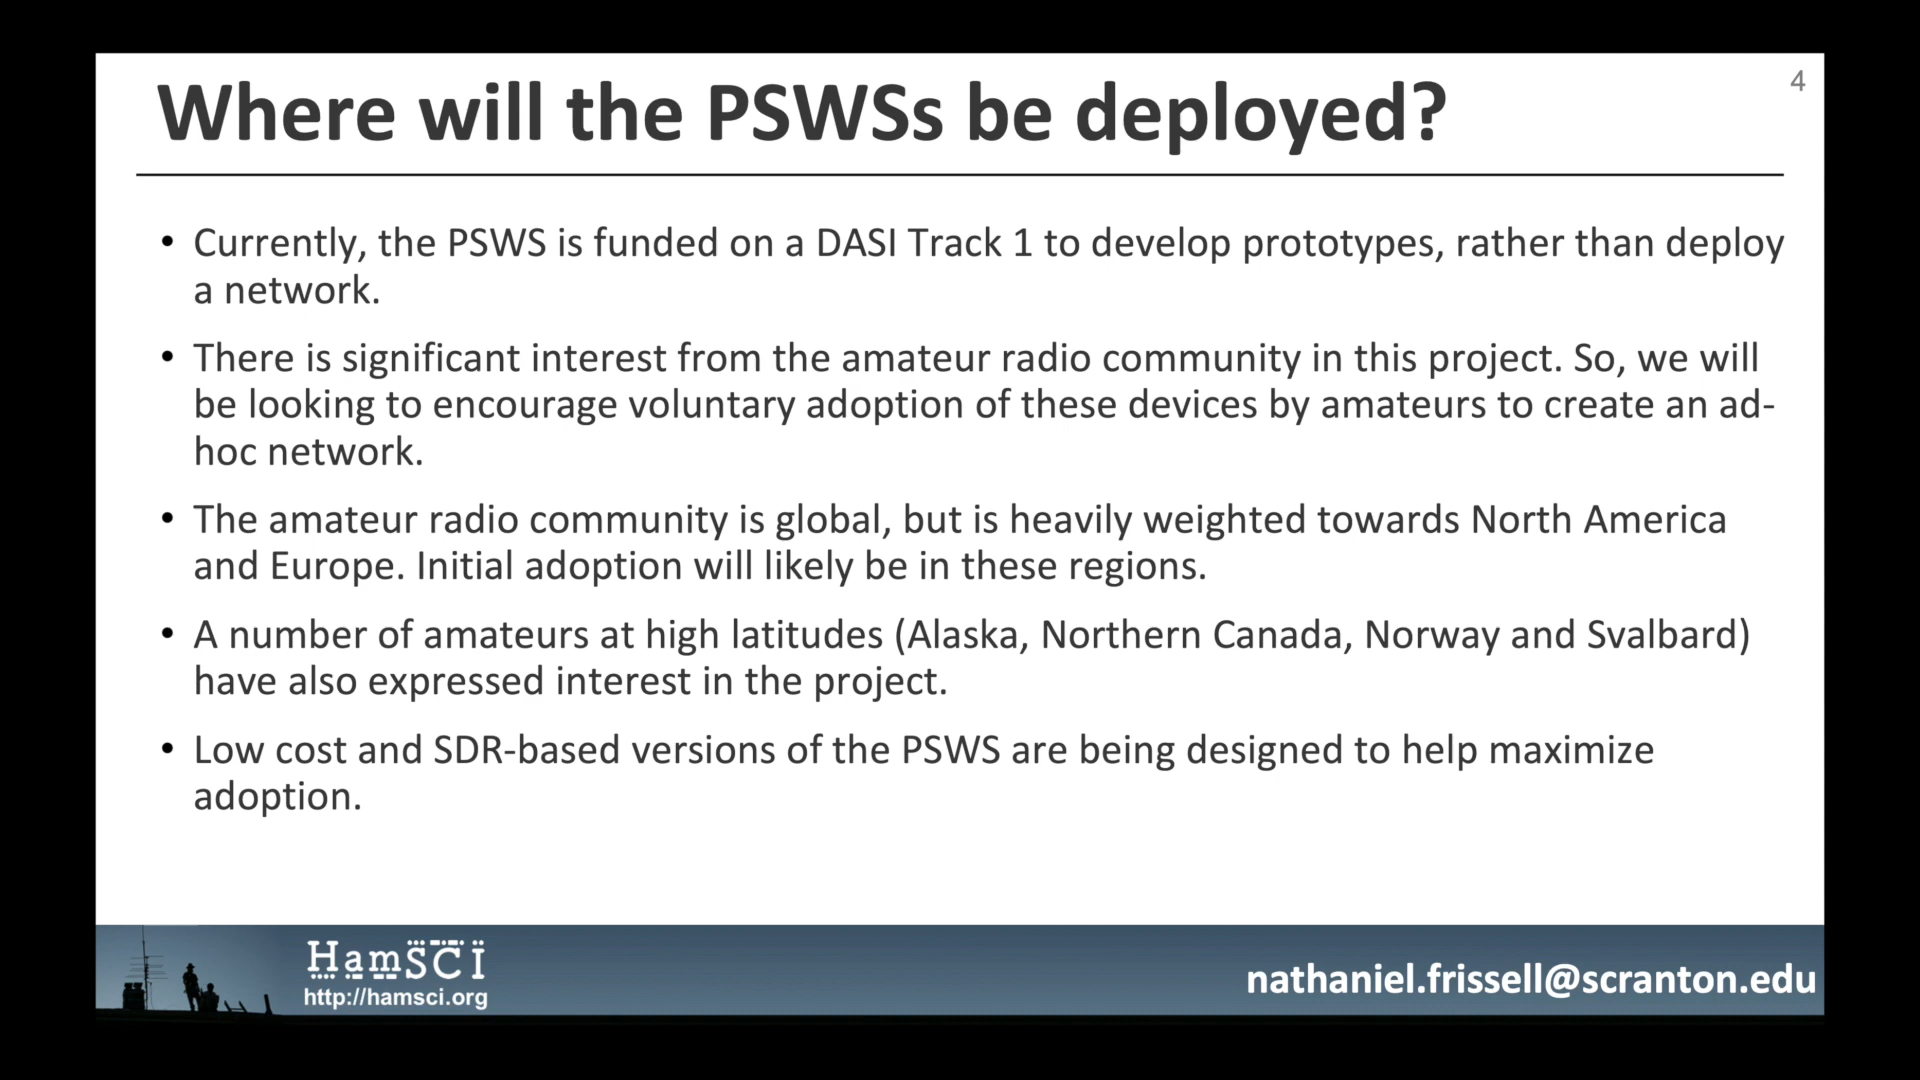 Where will the PSWSs be deployed?
4
• Currently, the PSWS is funded on a DASI Track 1 to develop prototypes, rather than deploy
a network.
• There is significant interest from the amateur radio community in this project. So, we will
be looking to encourage voluntary adoption of these devices by amateurs to create an ad-
hoc network.
• The amateur radio community is global, but is heavily weighted towards North America
and Europe. Initial adoption will likely be in these regions.
• A number of amateurs at high latitudes (Alaska, Northern Canada, Norway and Svalbard)
have also expressed interest in the project.
• Low cost and SDR-based versions of the PSWS are being designed to help maximize
adoption.
HamSCI
http://hamsci.org
nathaniel.frissell@scranton.edu